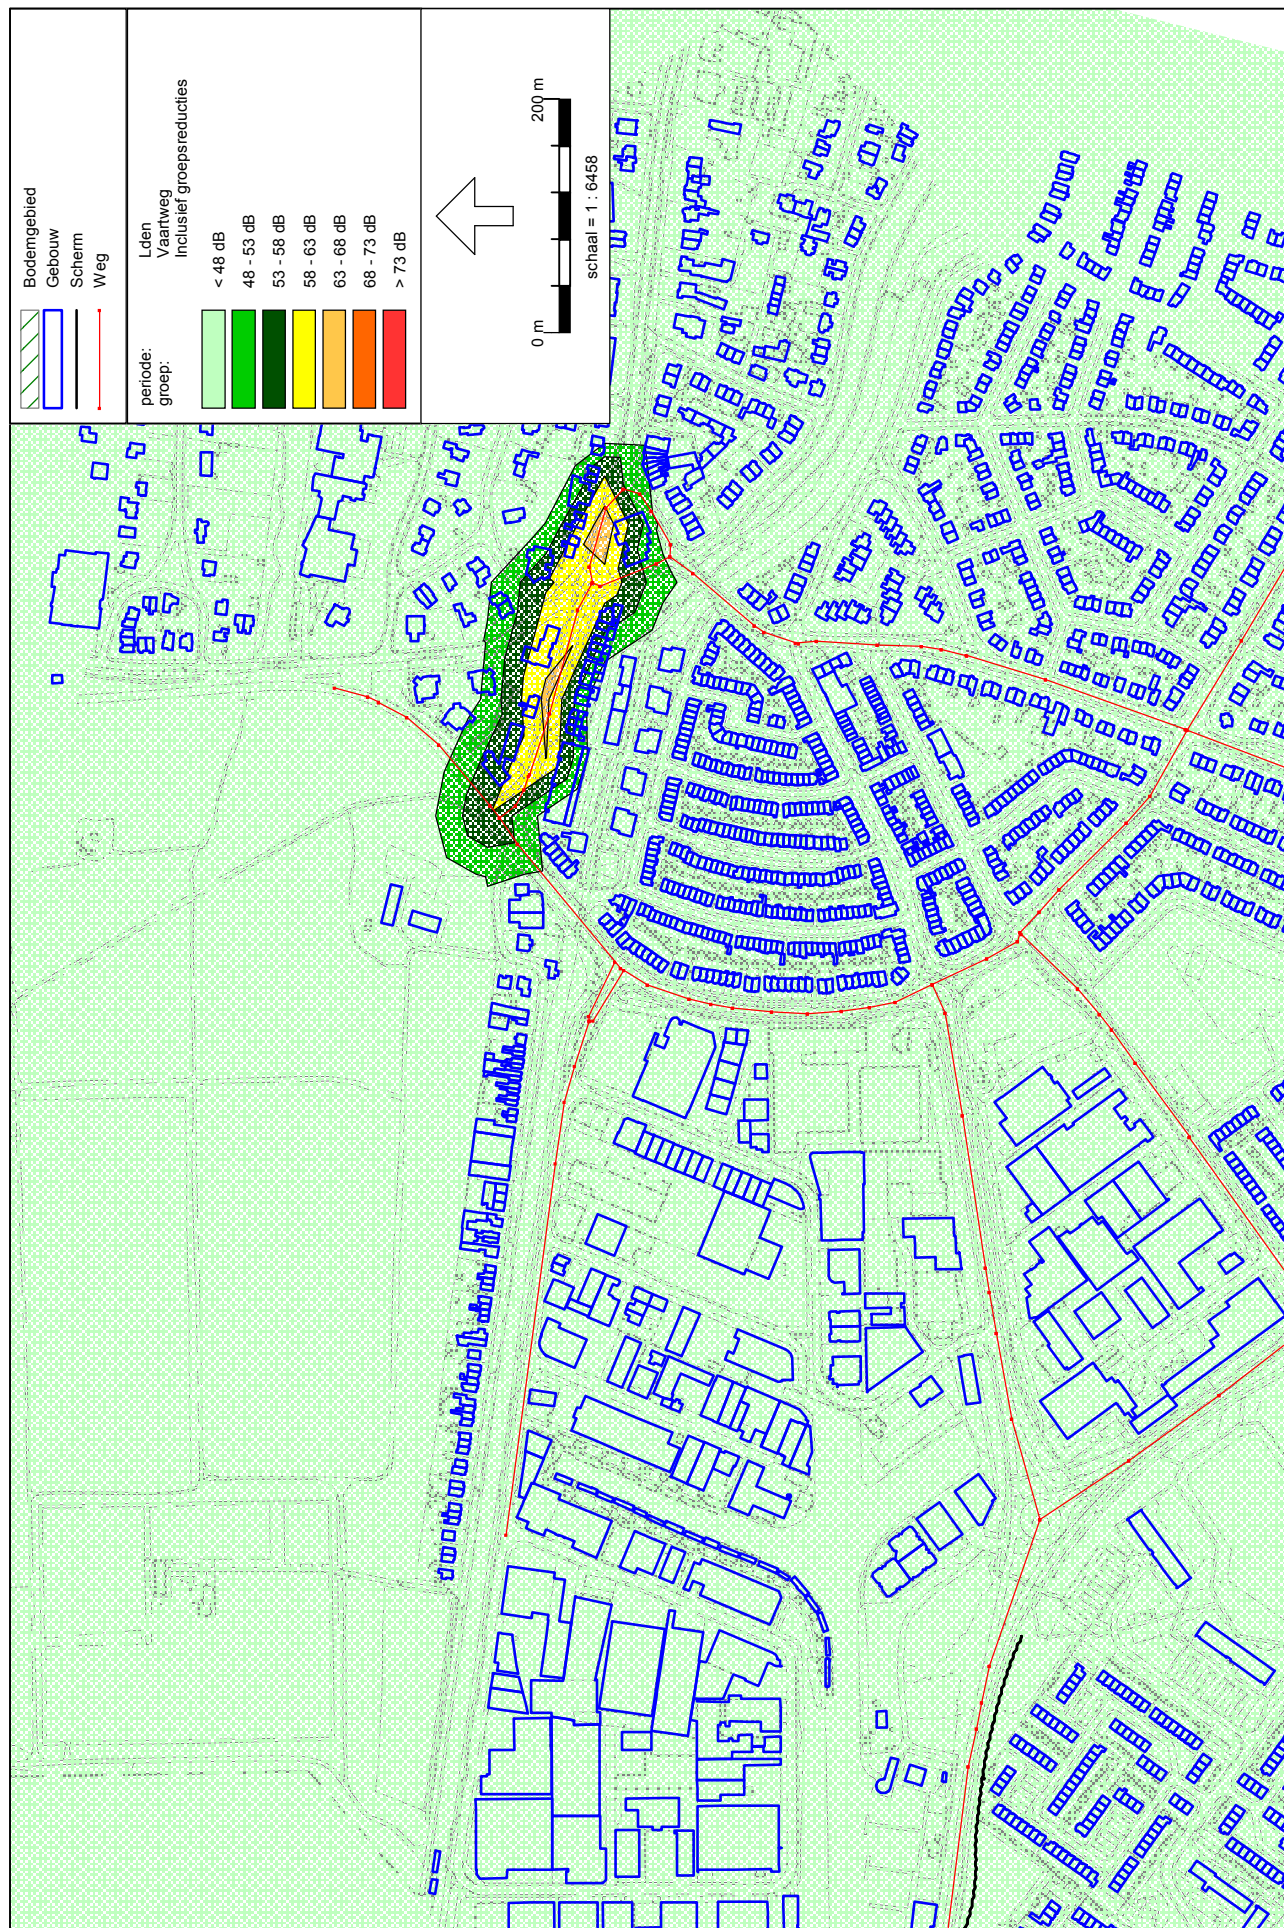 Bodemgebied
Gebouw
Scherm
Weg
periode: Lden
groep: Vaartweg
Inclusief groepsreducties
< 48 dB
48 - 53 dB
53 - 58 dB
58 - 63 dB
63 - 68 dB
68 - 73 dB
> 73 dB
0 m 200 m
schaal = 1 : 6458